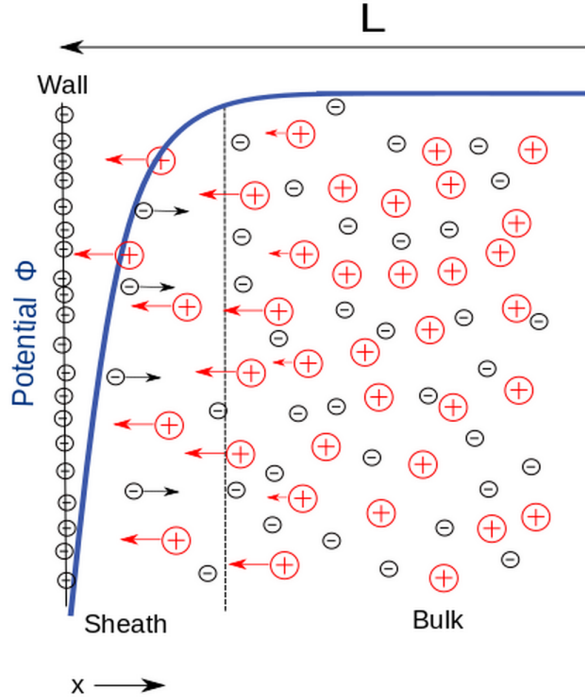 L
Wall
Potential Φ
Sheath
Bulk
x